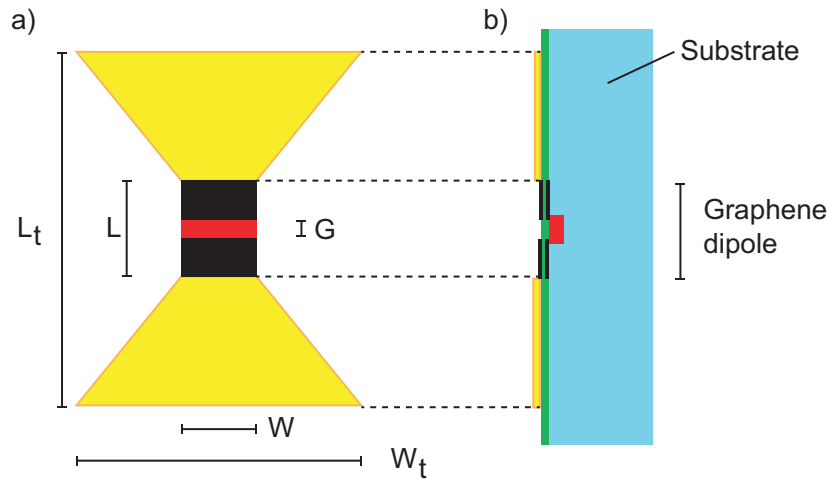 a)
b)
Substrate
L
G
Graphene
dipole
Lₜ
W
Wₜ